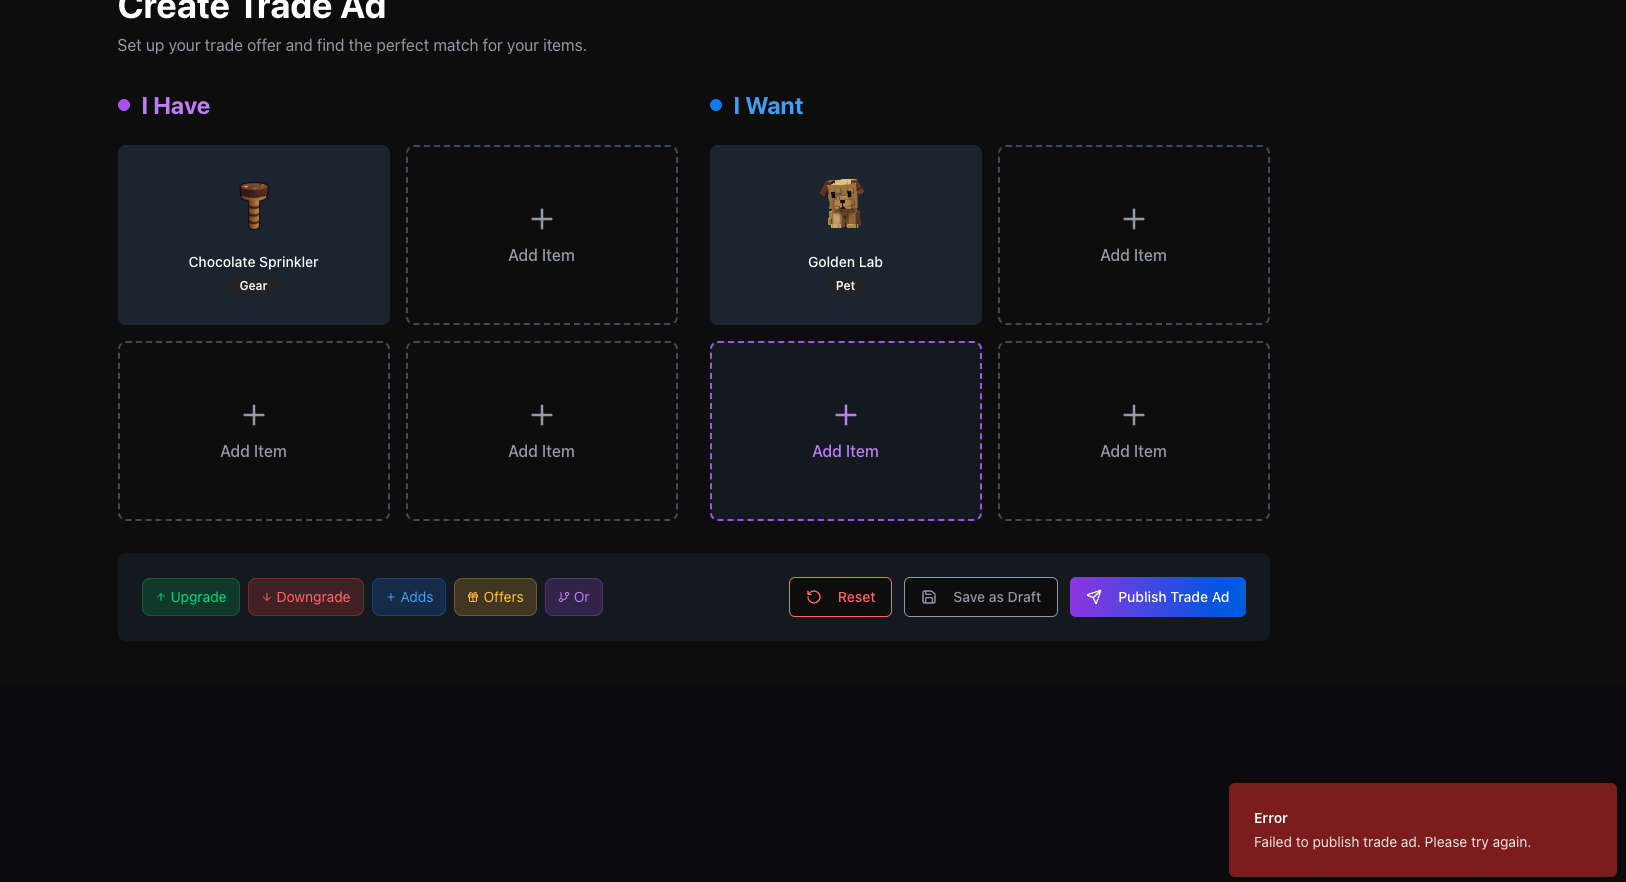 Create Trade Ad
Set up your trade offer and find the perfect match for your items.
I Have
I Want
Chocolate Sprinkler
Gear
Add Item
Golden Lab
Pet
Add Item
Add Item
Add Item
Add Item
Add Item
Upgrade
Downgrade
Adds
Offers
Or
Reset
Save as Draft
Publish Trade Ad
Error
Failed to publish trade ad. Please try again.